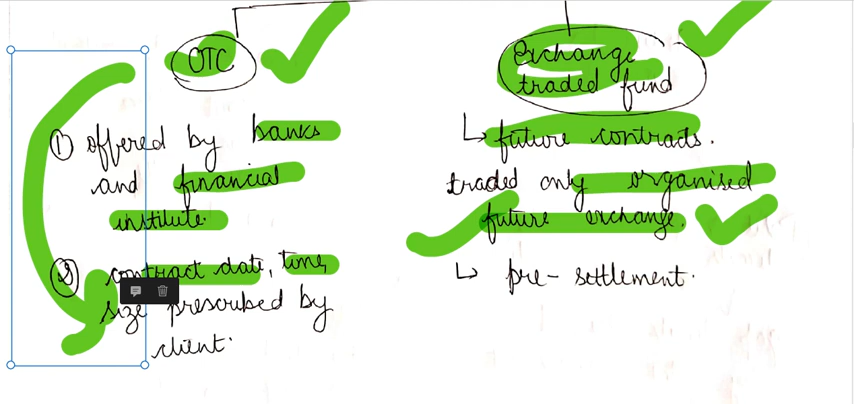 OTC
① offered by banks
and financial
institute.
② contract date, time,
size prescribed by
client.
Exchange
traded fund
↳ future contracts.
traded only organised
future exchange.
↳ pre-settlement.